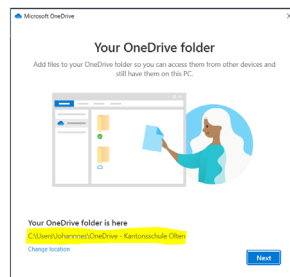 Microsoft OneDrive
Your OneDrive folder
Add files to your OneDrive folder so you can access them from other devices and
still have them on this PC.
Your OneDrive folder is here
C:\Users\Johannnes\OneDrive - Kantonsschule Olten
Change location
Next